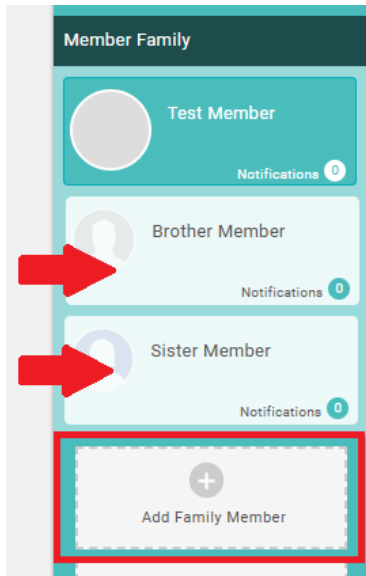 Member Family
Test Member
Notifications 0
Brother Member
Notifications 0
Sister Member
Notifications 0
Add Family Member